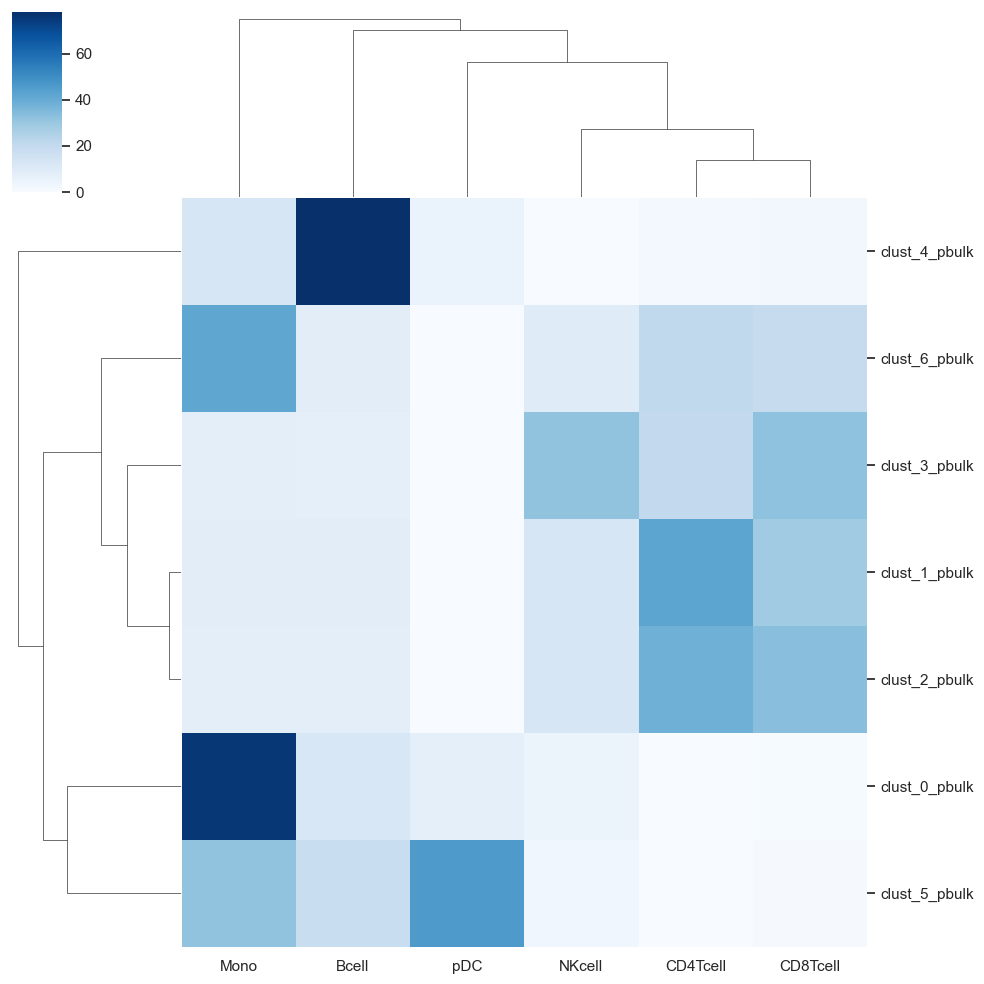 60
40
20
0
clust_4_pbulk
clust_6_pbulk
clust_3_pbulk
clust_1_pbulk
clust_2_pbulk
clust_0_pbulk
clust_5_pbulk
Mono Bcell pDC NKcell CD4Tcell CD8Tcell